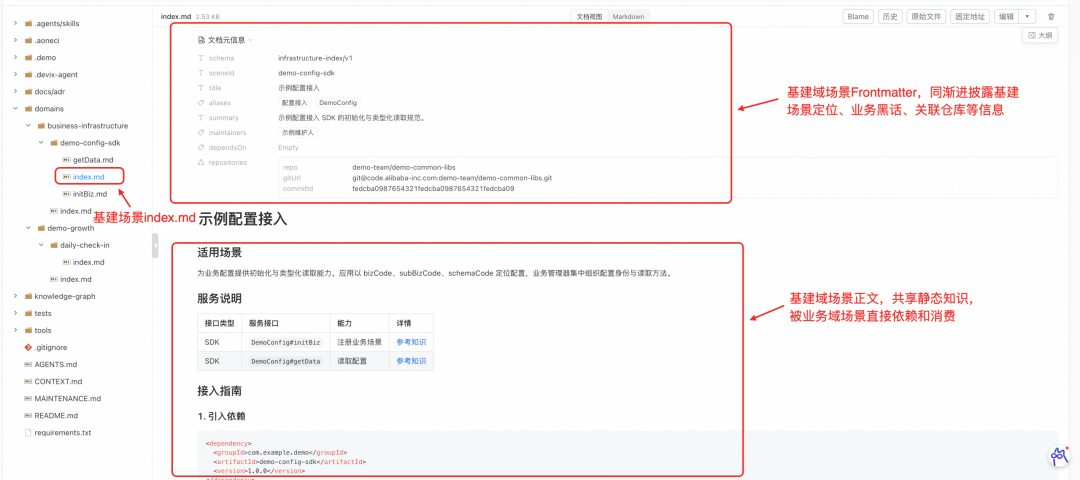 index.md 2.53 KB 文档视图 Markdown Blame 历史 原始文件 固定地址 编辑
大纲
.agents/skills
.aoneci
.demo
.devix-agent
docs/adr
domains
business-infrastructure
demo-config-sdk
getData.md
index.md
initBiz.md
index.md
demo-growth
daily-check-in
index.md
index.md
knowledge-graph
tests
tools
.gitignore
AGENTS.md
CONTEXT.md
MAINTENANCE.md
README.md
requirements.txt
基建场景index.md
文档元信息
schema infrastructure-index/v1
sceneId demo-config-sdk
title 示例配置接入
aliases 配置接入 DemoConfig
summary 示例配置接入 SDK 的初始化与类型化读取规范。
maintainers 示例维护人
dependsOn Empty
repositories
repo demo-team/demo-common-libs
gitUrl git@code.alibaba-inc.com:demo-team/demo-common-libs.git
commitId fedcba0987654321fedcba0987654321fedcba09
基建域场景Frontmatter，同渐进披露基建
场景定位、业务黑话、关联仓库等信息
示例配置接入
适用场景
为业务配置提供初始化与类型化读取能力。应用以 bizCode、subBizCode、schemaCode 定位配置，业务管理器集中组织配置身份与读取方法。
服务说明
接口类型 服务接口 能力 详情
SDK DemoConfig#initBiz 注册业务场景 参考知识
SDK DemoConfig#getData 读取配置 参考知识
基建域场景正文，共享静态知识，
被业务域场景直接依赖和消费
接入指南
1. 引入依赖
<dependency>
<groupId>com.example.demo</groupId>
<artifactId>demo-config-sdk</artifactId>
<version>1.0.0</version>
</dependency>